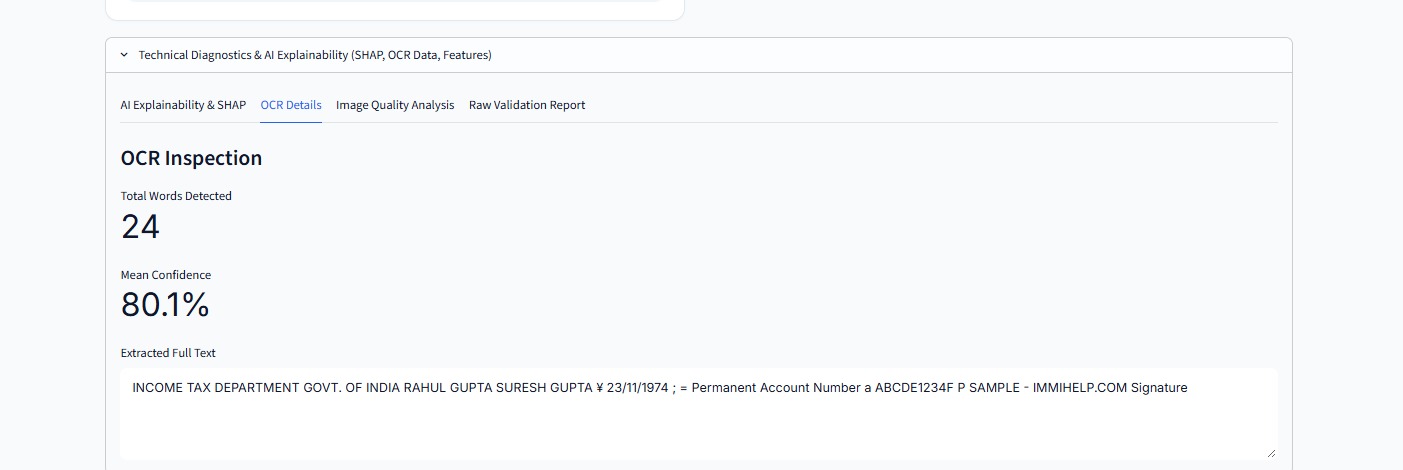 Technical Diagnostics & AI Explainability (SHAP, OCR Data, Features)
AI Explainability & SHAP OCR Details Image Quality Analysis Raw Validation Report
OCR Inspection
Total Words Detected
24
Mean Confidence
80.1%
Extracted Full Text
INCOME TAX DEPARTMENT GOVT. OF INDIA RAHUL GUPTA SURESH GUPTA ¥ 23/11/1974 ; = Permanent Account Number a ABCDE1234F P SAMPLE - IMMIHELP.COM Signature